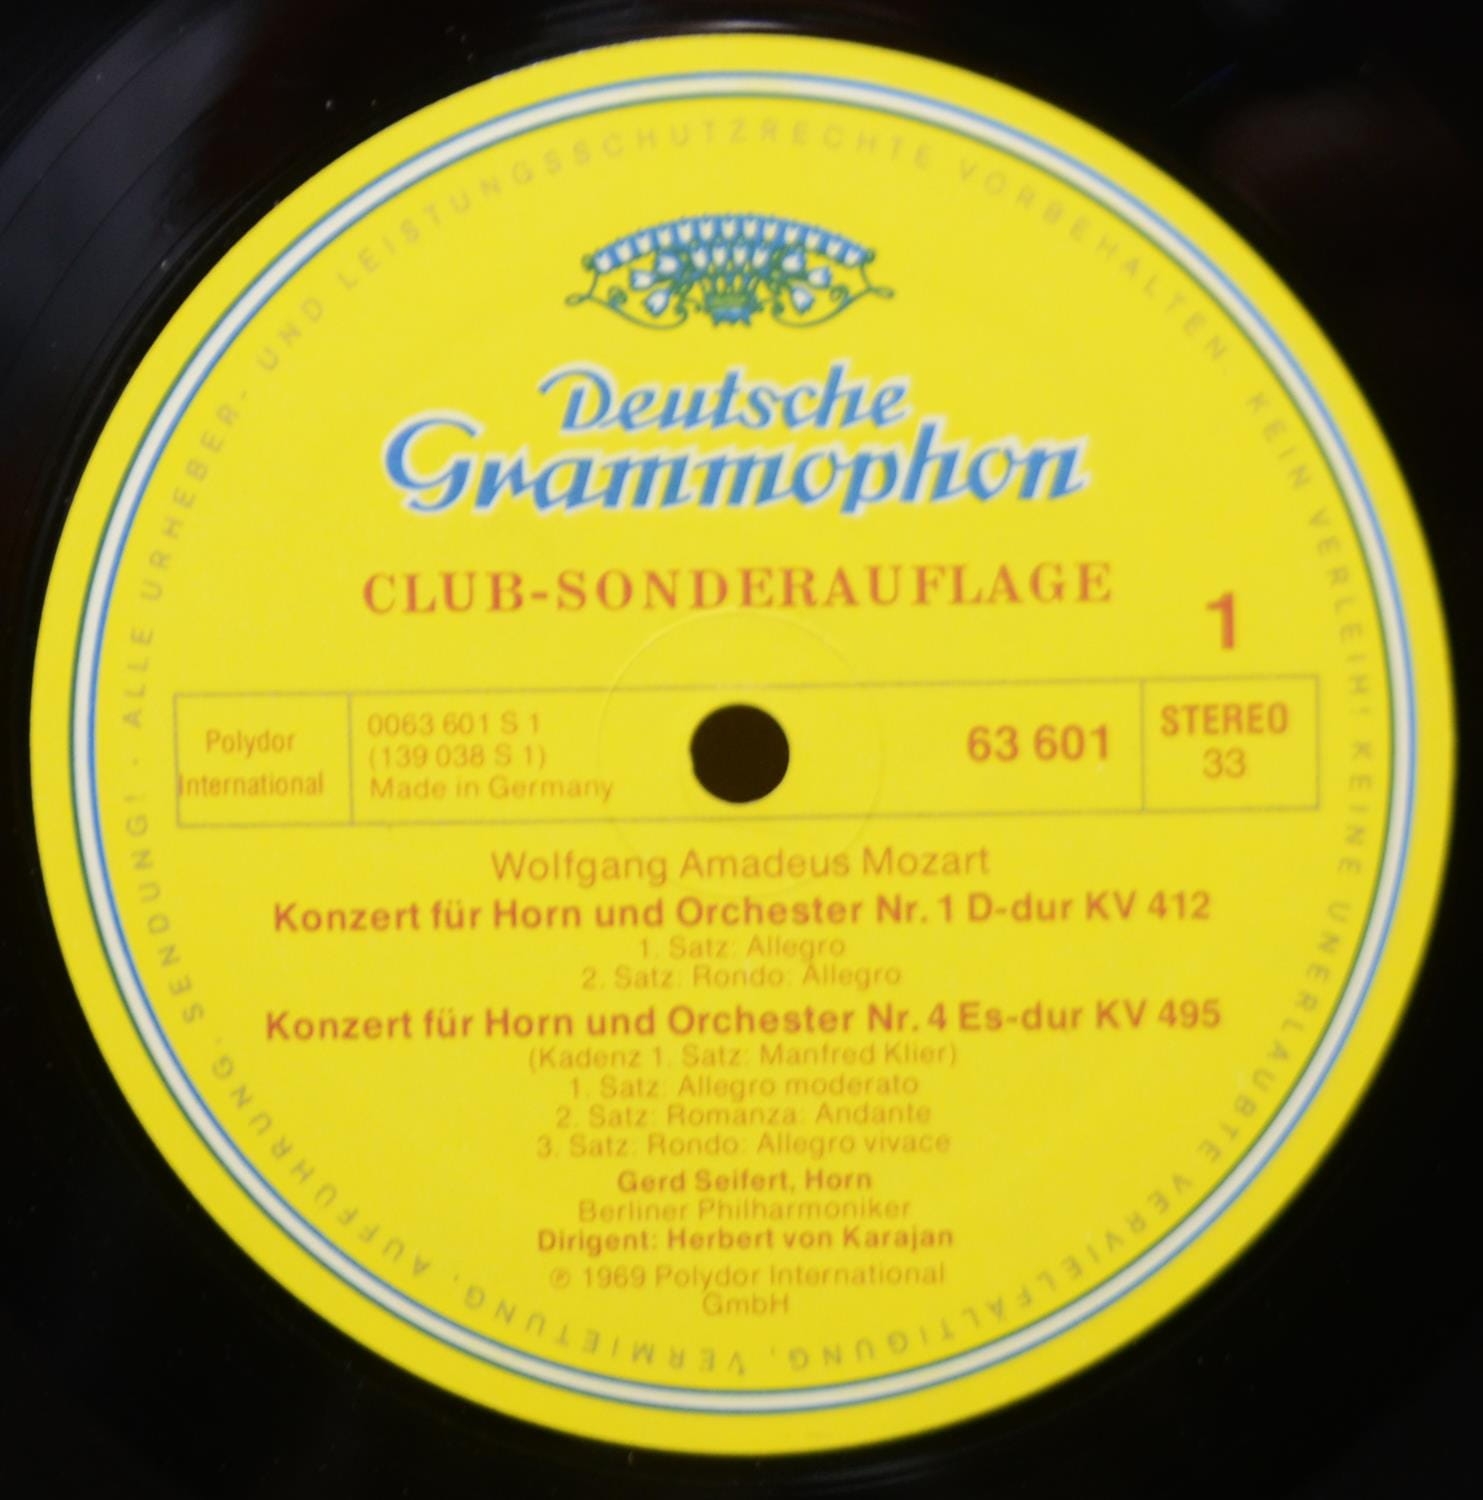 ALLE URHEBER- UND LEISTUNGSSCHUTZRECHTE VORBEHALTEN. KEIN VERLEIH! KEINE UNERLAUBTE VERVIELFÄLTIGUNG, VERMIETUNG, AUFFÜHRUNG, SENDUNG! ·
Deutsche
Grammophon
CLUB-SONDERAUFLAGE
1
Polydor
International
0063 601 S 1
(139 038 S 1)
Made in Germany
63 601
STEREO
33
Wolfgang Amadeus Mozart
Konzert für Horn und Orchester Nr. 1 D-dur KV 412
1. Satz: Allegro
2. Satz: Rondo: Allegro
Konzert für Horn und Orchester Nr. 4 Es-dur KV 495
(Kadenz 1. Satz: Manfred Klier)
1. Satz: Allegro moderato
2. Satz: Romanza: Andante
3. Satz: Rondo: Allegro vivace
Gerd Seifert, Horn
Berliner Philharmoniker
Dirigent: Herbert von Karajan
℗ 1969 Polydor International
GmbH